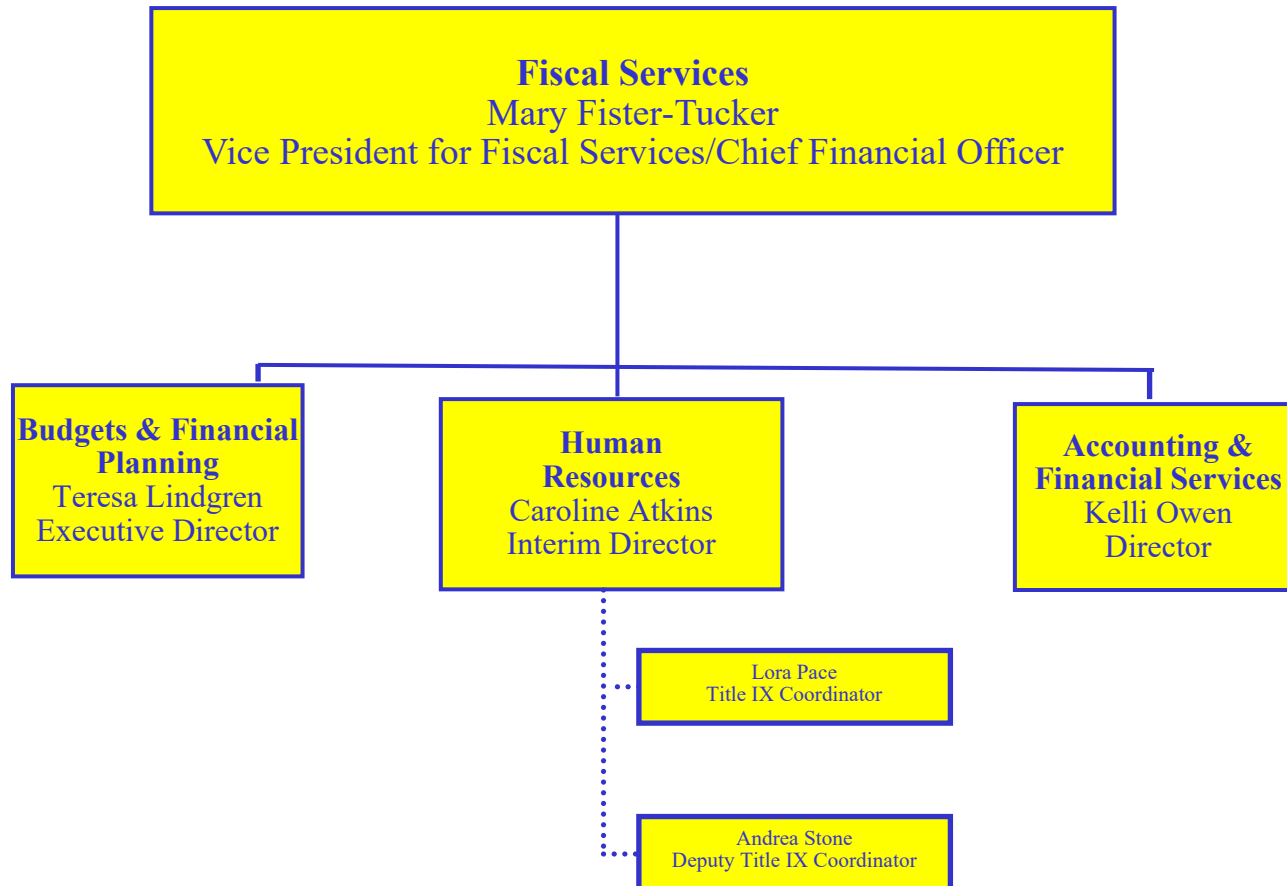 Fiscal Services
Mary Fister-Tucker
Vice President for Fiscal Services/Chief Financial Officer
Budgets & Financial
Planning
Teresa Lindgren
Executive Director
Human
Resources
Caroline Atkins
Interim Director
Accounting &
Financial Services
Kelli Owen
Director
Lora Pace
Title IX Coordinator
Andrea Stone
Deputy Title IX Coordinator